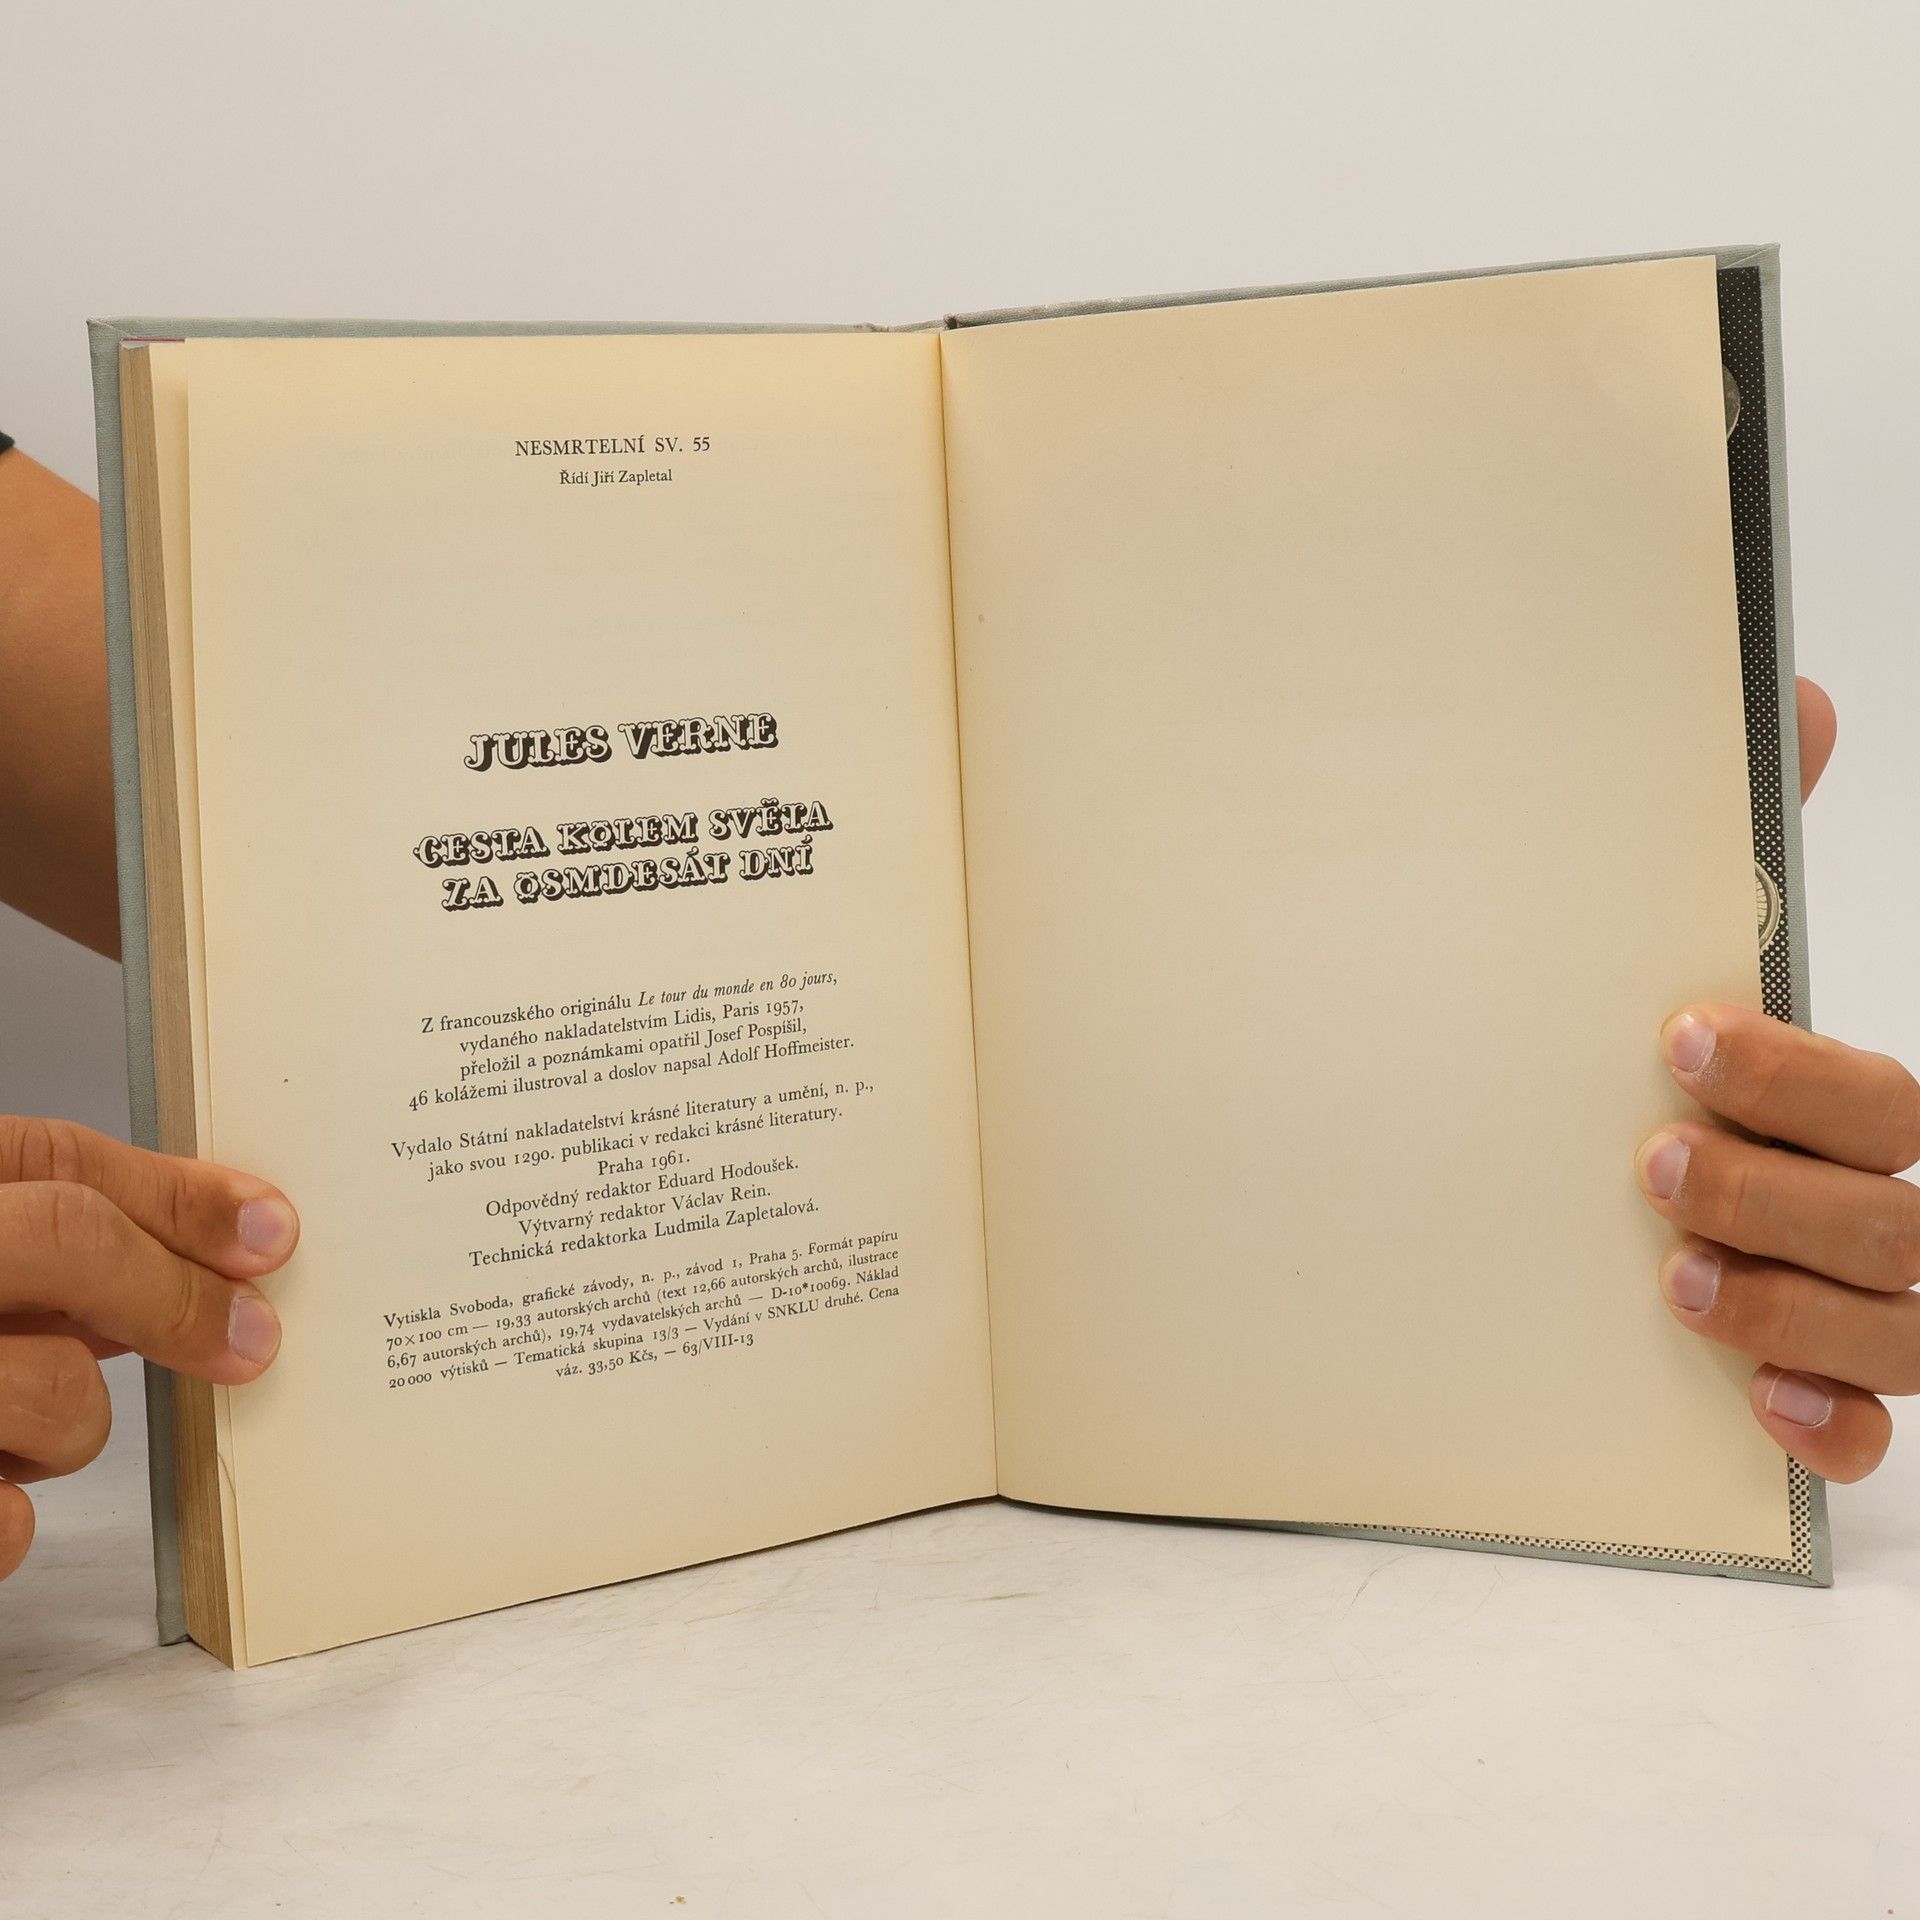 NESMRTELNÍ SV. 55
Řídí Jiří Zapletal
JULES VERNE
CESTA KOLEM SVĚTA
ZA OSMDESÁT DNÍ
Z francouzského originálu Le tour du monde en 80 jours,
vydaného nakladatelstvím Lidis, Paris 1957,
přeložil a poznámkami opatřil Josef Pospíšil,
46 kolážemi ilustroval a doslov napsal Adolf Hoffmeister.
Vydalo Státní nakladatelství krásné literatury a umění, n. p.,
jako svou 1290. publikaci v redakci krásné literatury.
Praha 1961.
Odpovědný redaktor Eduard Hodoušek.
Výtvarný redaktor Václav Rein.
Technická redaktorka Ludmila Zapletalová.
Vytiskla Svoboda, grafické závody, n. p., závod 1, Praha 5. Formát papíru
70×100 cm — 19,33 autorských archů (text 12,66 autorských archů, ilustrace
6,67 autorských archů), 19,74 vydavatelských archů — D-10*10069. Náklad
20 000 výtisků — Tematická skupina 13/3 — Vydání v SNKLU druhé. Cena
váz. 33,50 Kčs, — 63/VIII-13